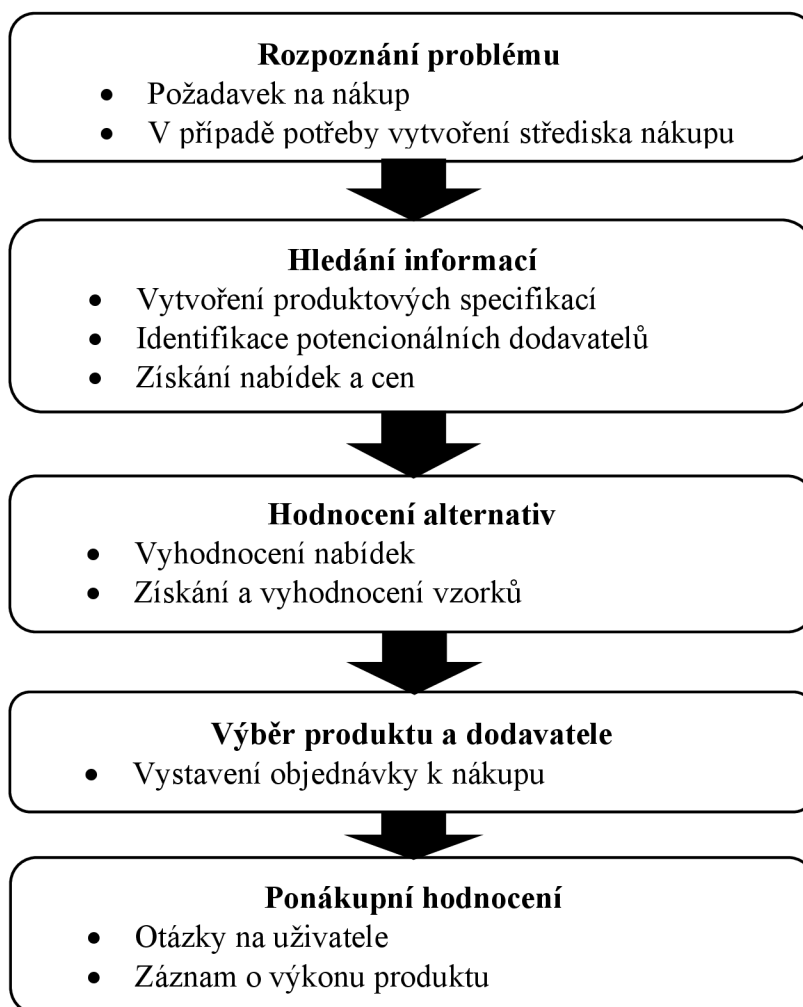 Rozpoznání problému
• Požadavek na nákup
• V případě potřeby vytvoření střediska nákupu
Hledání informací
• Vytvoření produktových specifikací
• Identifikace potencionálních dodavatelů
• Získání nabídek a cen
Hodnocení alternativ
• Vyhodnocení nabídek
• Získání a vyhodnocení vzorků
Výběr produktu a dodavatele
• Vystavení objednávky k nákupu
Ponákupní hodnocení
• Otázky na uživatele
• Záznam o výkonu produktu